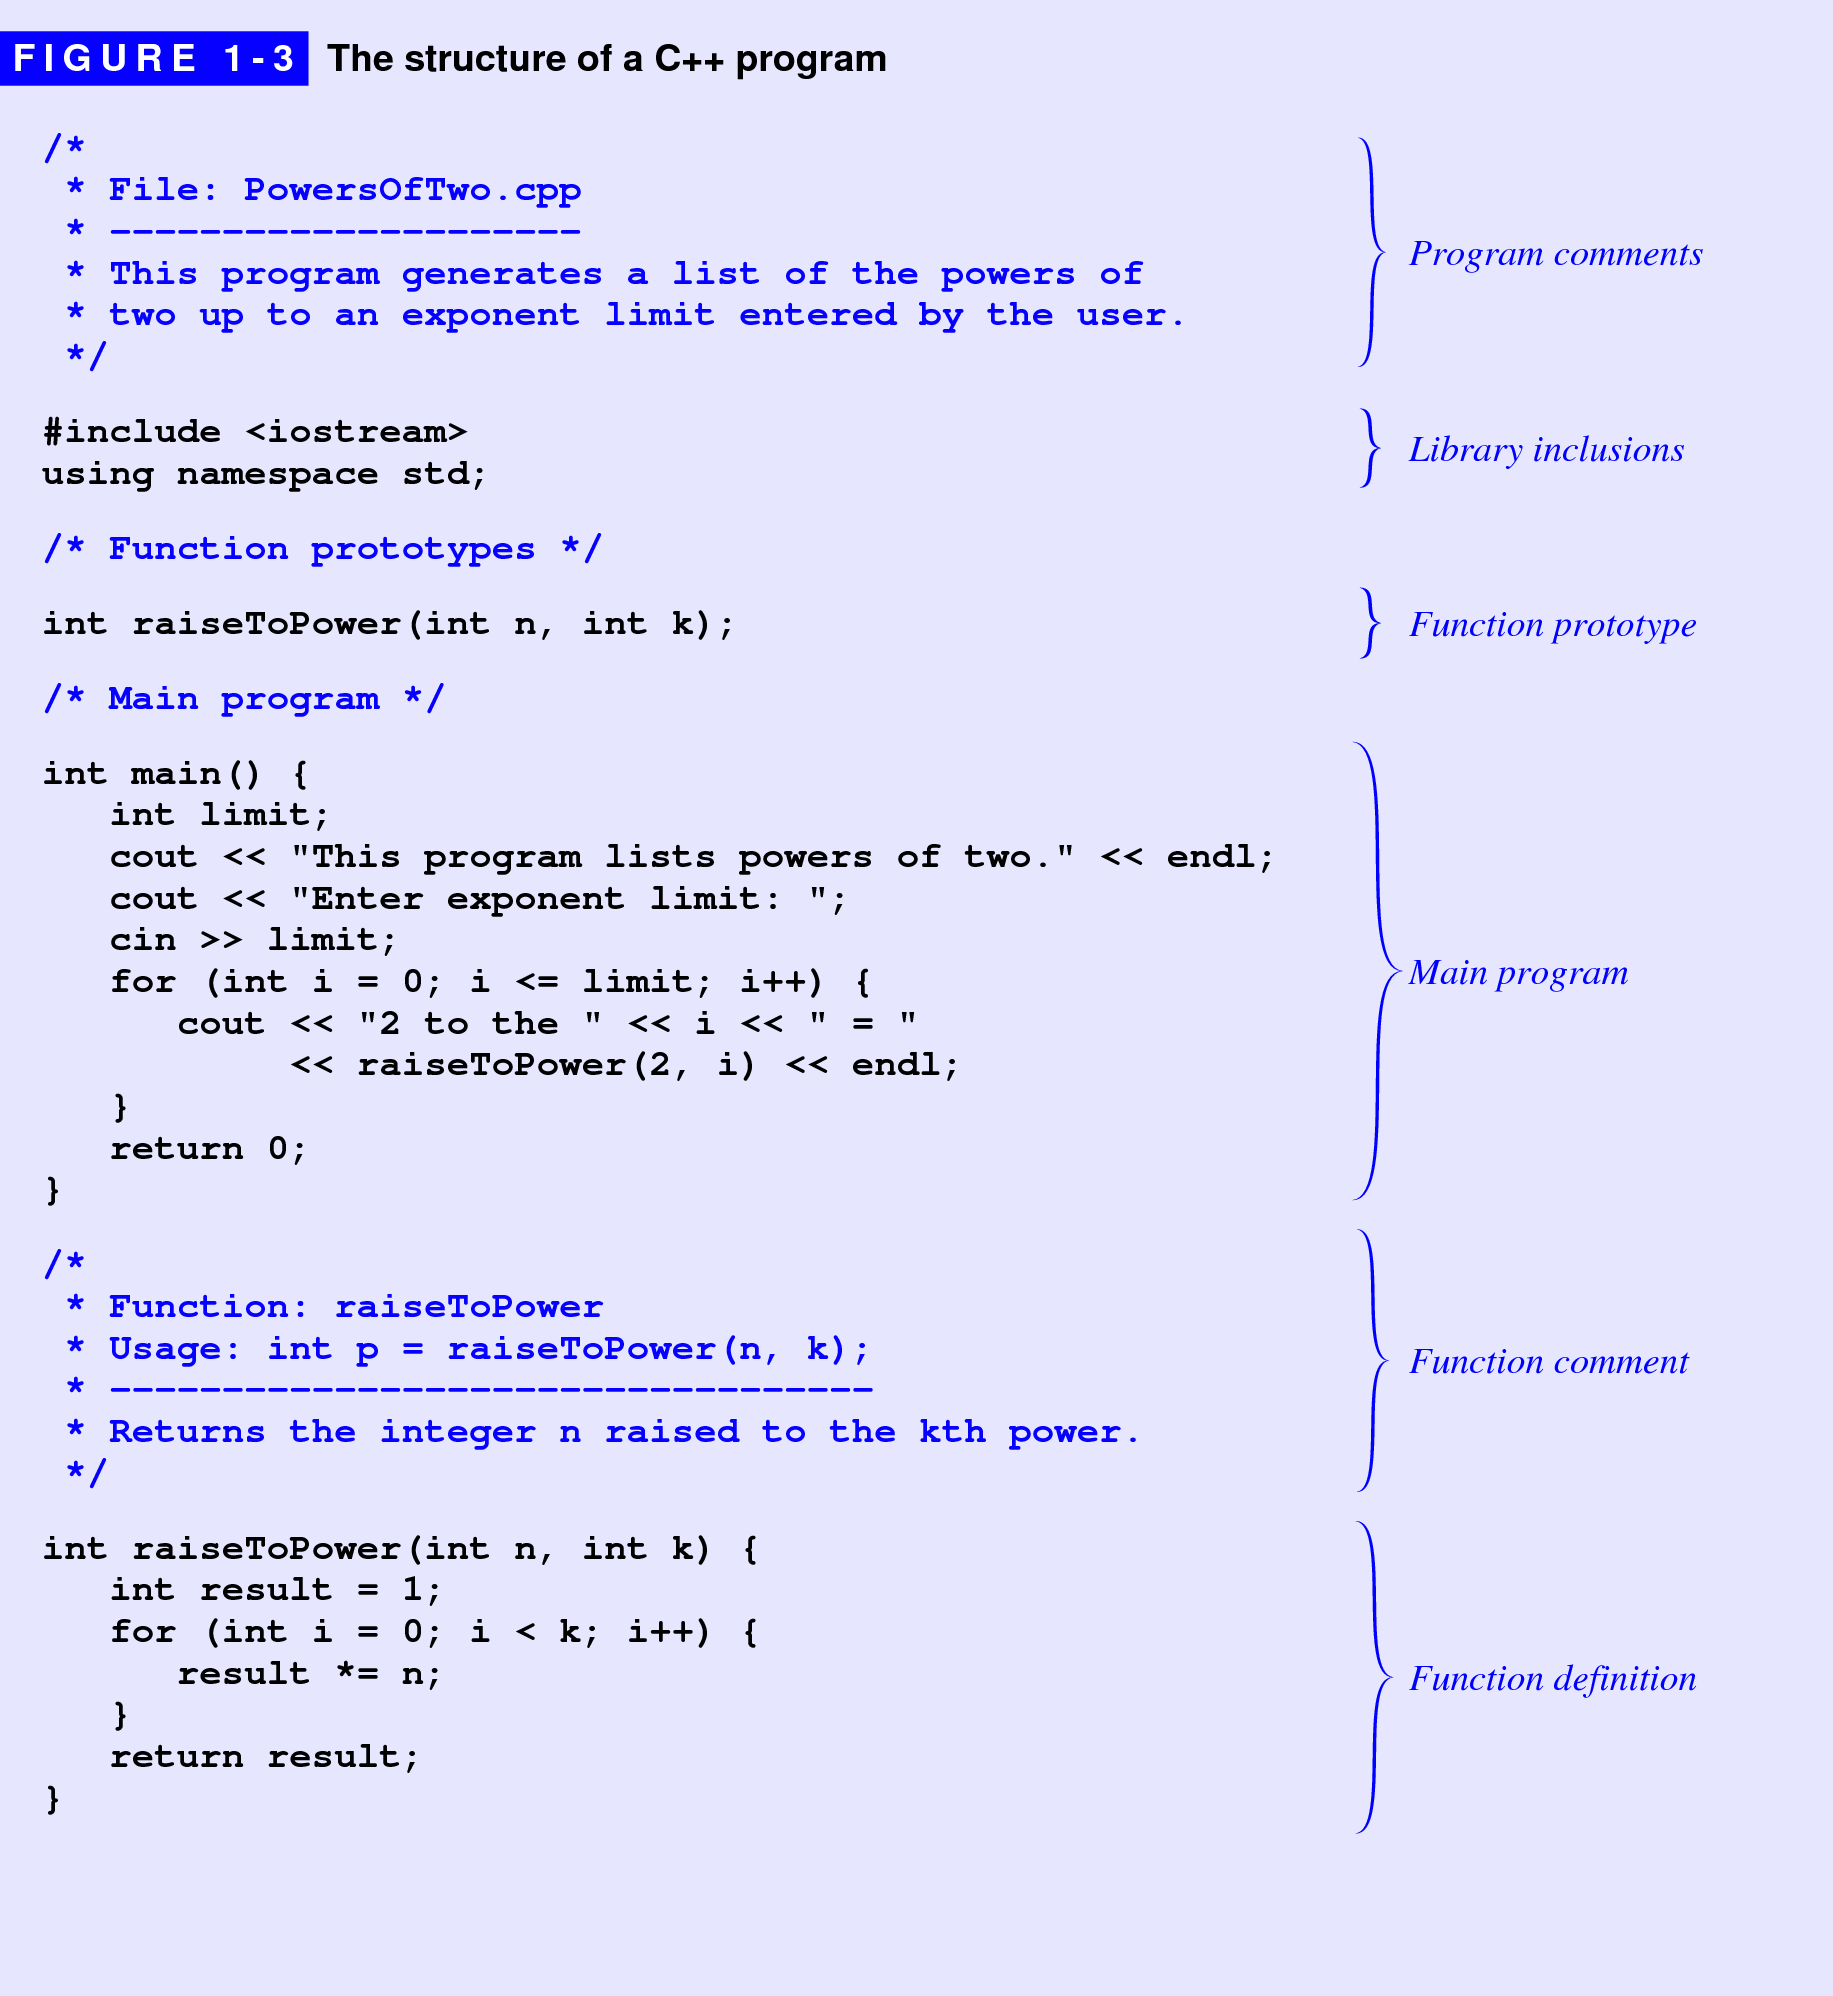 FIGURE 1-3 The structure of a C++ program
/*
 * File: PowersOfTwo.cpp
 * ---------------------
 * This program generates a list of the powers of
 * two up to an exponent limit entered by the user.
 */
Program comments
#include <iostream>
using namespace std;
Library inclusions
/* Function prototypes */
int raiseToPower(int n, int k);
Function prototype
/* Main program */
int main() {
   int limit;
   cout << "This program lists powers of two." << endl;
   cout << "Enter exponent limit: ";
   cin >> limit;
   for (int i = 0; i <= limit; i++) {
      cout << "2 to the " << i << " = "
           << raiseToPower(2, i) << endl;
   }
   return 0;
}
Main program
/*
 * Function: raiseToPower
 * Usage: int p = raiseToPower(n, k);
 * ----------------------------------
 * Returns the integer n raised to the kth power.
 */
Function comment
int raiseToPower(int n, int k) {
   int result = 1;
   for (int i = 0; i < k; i++) {
      result *= n;
   }
   return result;
}
Function definition